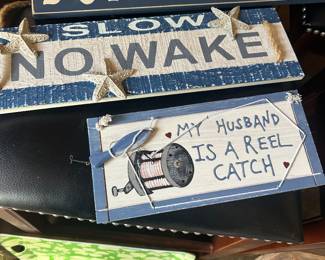 SLOW
NO WAKE
MY HUSBAND
IS A REEL
CATCH